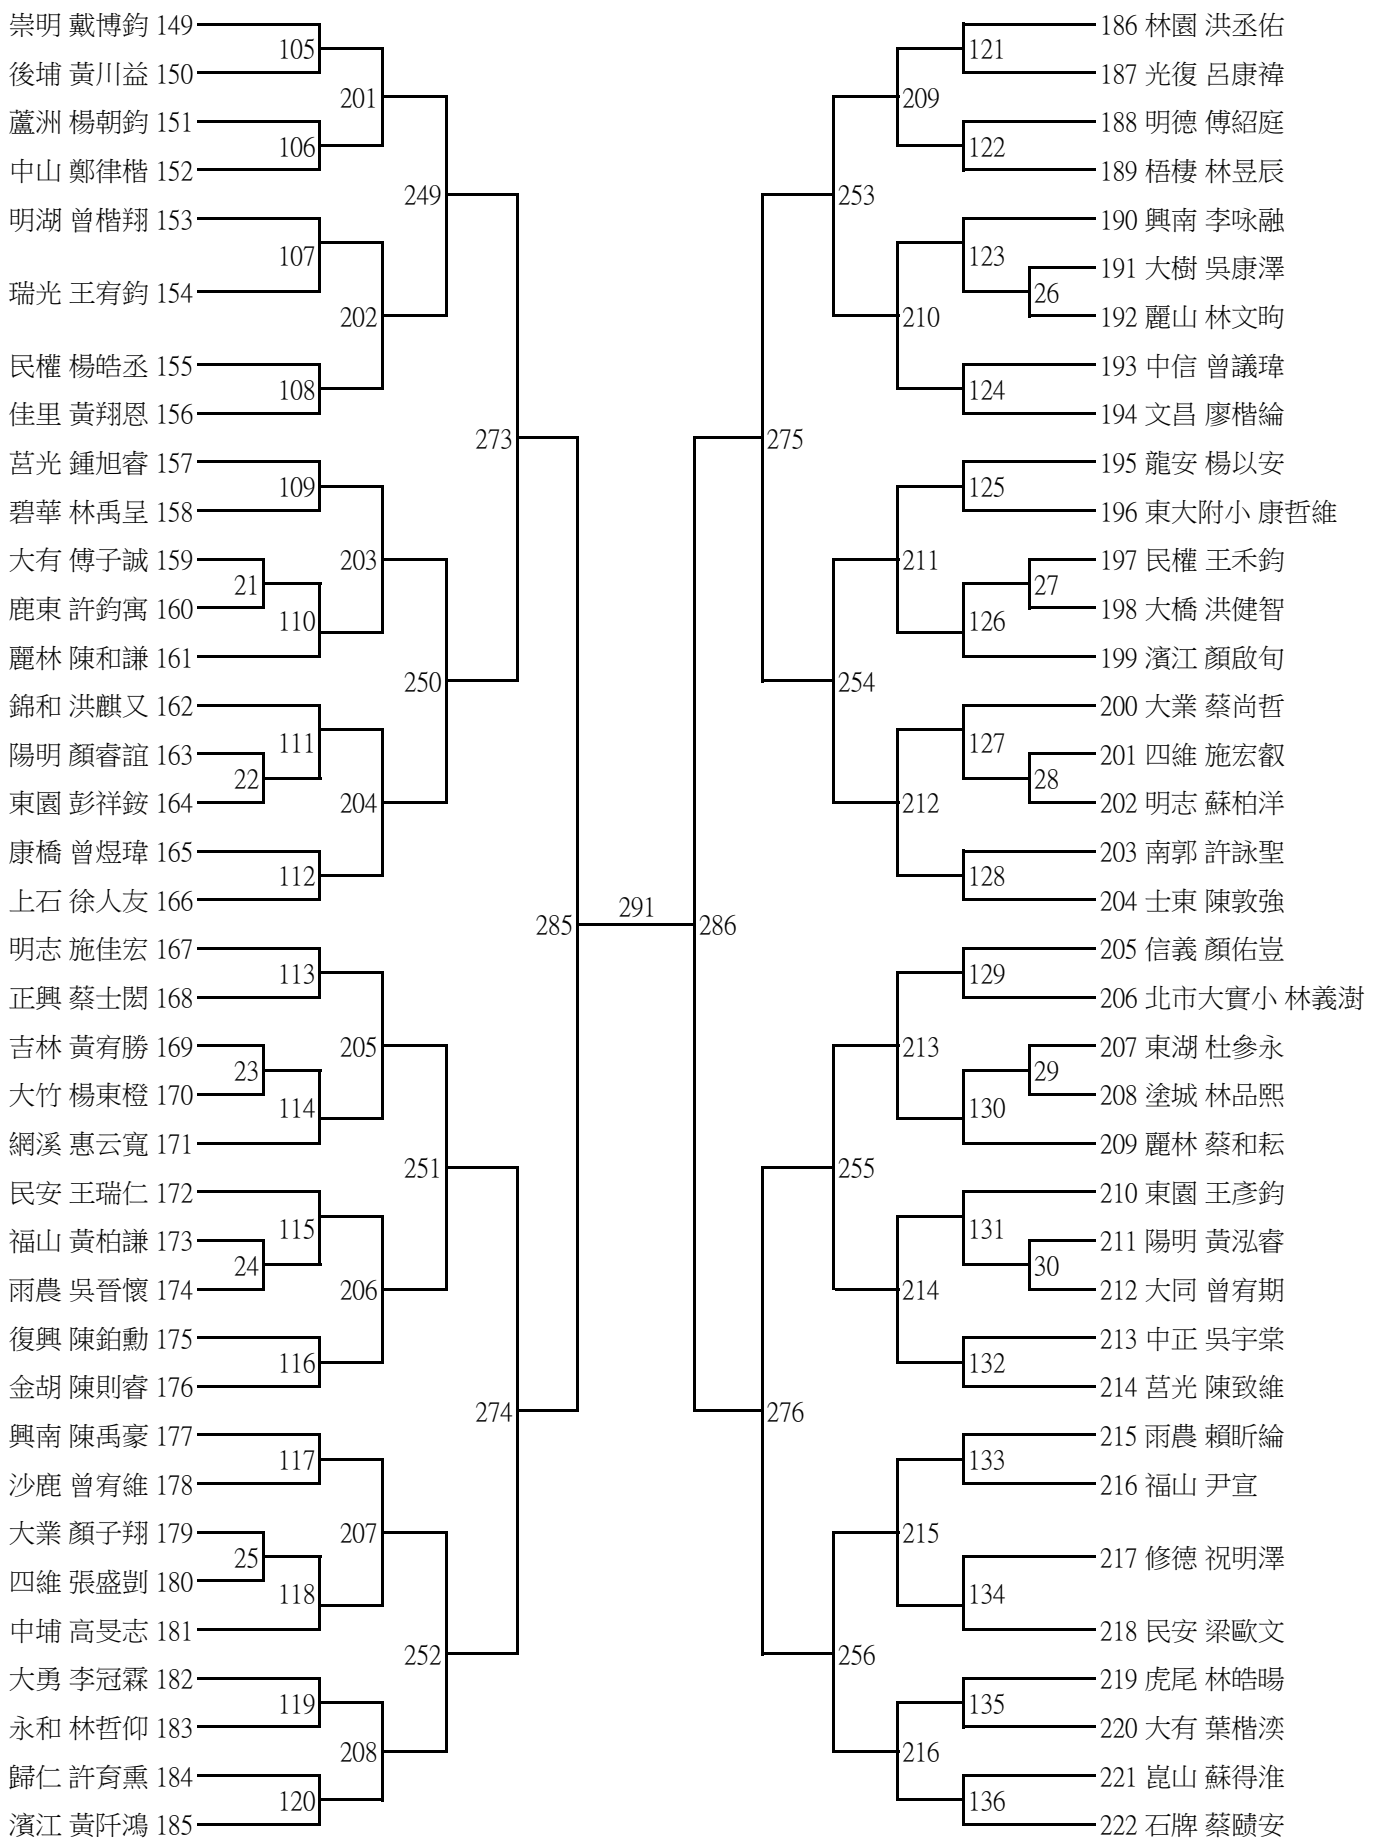 崇明 戴博鈞 149
105
後埔 黃川益 150
201
蘆洲 楊朝鈞 151
106
中山 鄭律楷 152
249
明湖 曾楷翔 153
107
瑞光 王宥鈞 154
202
民權 楊皓丞 155
108
佳里 黃翔恩 156
273
莒光 鍾旭睿 157
109
碧華 林禹呈 158
大有 傅子誠 159
203
21
鹿東 許鈞寓 160
110
麗林 陳和謙 161
250
錦和 洪麒又 162
111
陽明 顏睿誼 163
22
東園 彭祥銨 164
204
康橋 曾煜瑋 165
112
上石 徐人友 166
285
291
明志 施佳宏 167
113
正興 蔡士閎 168
吉林 黃宥勝 169
205
23
大竹 楊東橙 170
114
網溪 惠云寬 171
251
民安 王瑞仁 172
115
福山 黃柏謙 173
24
雨農 吳晉懷 174
206
復興 陳鉑勳 175
116
金胡 陳則睿 176
274
興南 陳禹豪 177
117
沙鹿 曾宥維 178
大業 顏子翔 179
207
25
四維 張盛剴 180
118
中埔 高旻志 181
252
大勇 李冠霖 182
119
永和 林哲仰 183
208
歸仁 許育熏 184
120
濱江 黃阡鴻 185
186 林園 洪丞佑
121
187 光復 呂康褘
209
188 明德 傅紹庭
122
189 梧棲 林昱辰
253
190 興南 李咏融
123
191 大樹 吳康澤
26
192 麗山 林文昫
210
193 中信 曾議瑋
124
194 文昌 廖楷綸
275
195 龍安 楊以安
125
196 東大附小 康哲維
211
197 民權 王禾鈞
27
198 大橋 洪健智
126
199 濱江 顏啟旬
254
200 大業 蔡尚哲
127
201 四維 施宏叡
28
202 明志 蘇柏洋
212
203 南郭 許詠聖
128
204 士東 陳敦強
286
205 信義 顏佑豈
129
206 北市大實小 林義澍
213
207 東湖 杜參永
29
208 塗城 林品熙
130
209 麗林 蔡和耘
255
210 東園 王彥鈞
131
211 陽明 黃泓睿
30
212 大同 曾宥期
214
213 中正 吳宇棠
132
214 莒光 陳致維
276
215 雨農 賴昕綸
133
216 福山 尹宣
215
217 修德 祝明澤
134
218 民安 梁歐文
256
219 虎尾 林皓暘
135
220 大有 葉楷渶
216
221 崑山 蘇得淮
136
222 石牌 蔡賾安